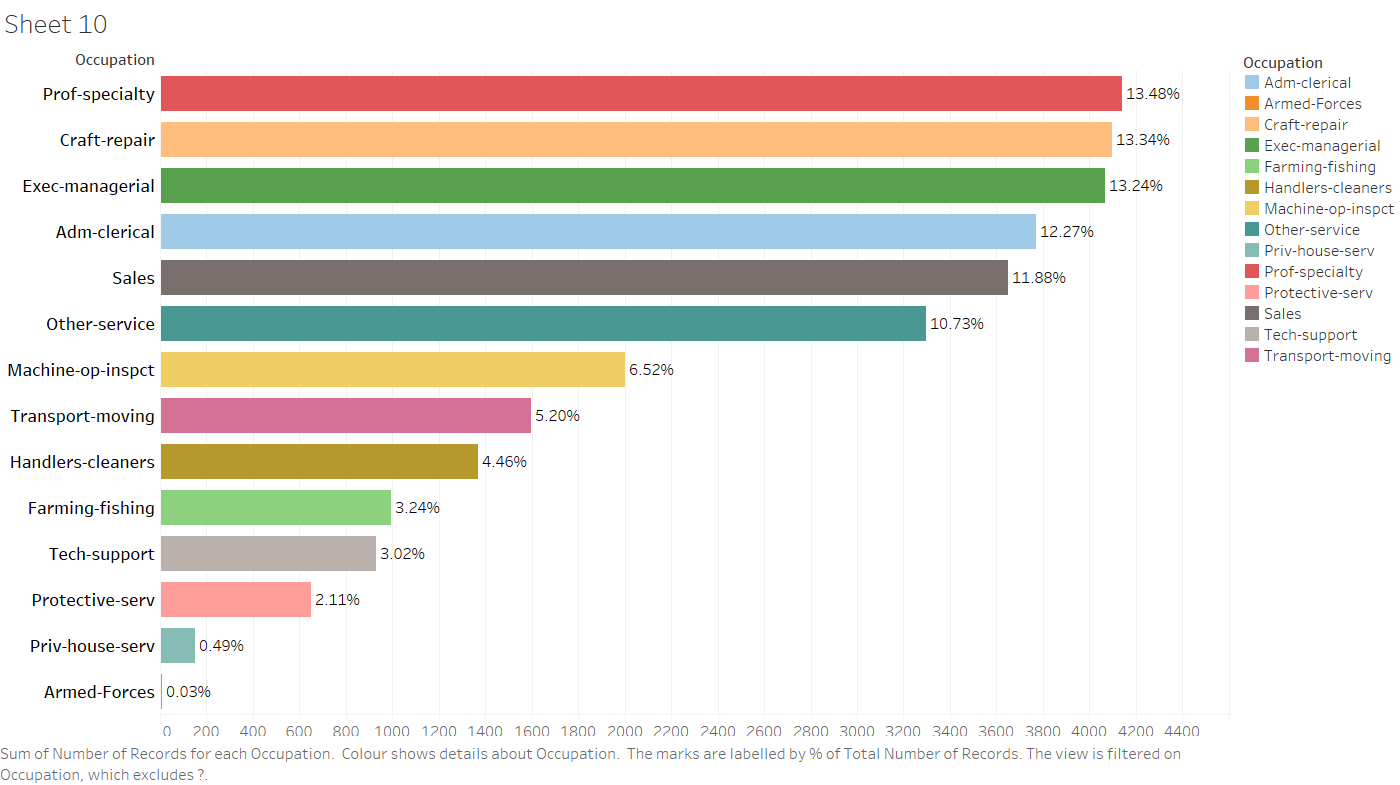 Sheet 10
Occupation
Prof-specialty 13.48%
Craft-repair 13.34%
Exec-managerial 13.24%
Adm-clerical 12.27%
Sales 11.88%
Other-service 10.73%
Machine-op-inspct 6.52%
Transport-moving 5.20%
Handlers-cleaners 4.46%
Farming-fishing 3.24%
Tech-support 3.02%
Protective-serv 2.11%
Priv-house-serv 0.49%
Armed-Forces 0.03%
0 200 400 600 800 1000 1200 1400 1600 1800 2000 2200 2400 2600 2800 3000 3200 3400 3600 3800 4000 4200 4400
Sum of Number of Records for each Occupation.  Colour shows details about Occupation.  The marks are labelled by % of Total Number of Records. The view is filtered on
Occupation, which excludes ?.
Occupation
Adm-clerical
Armed-Forces
Craft-repair
Exec-managerial
Farming-fishing
Handlers-cleaners
Machine-op-inspct
Other-service
Priv-house-serv
Prof-specialty
Protective-serv
Sales
Tech-support
Transport-moving